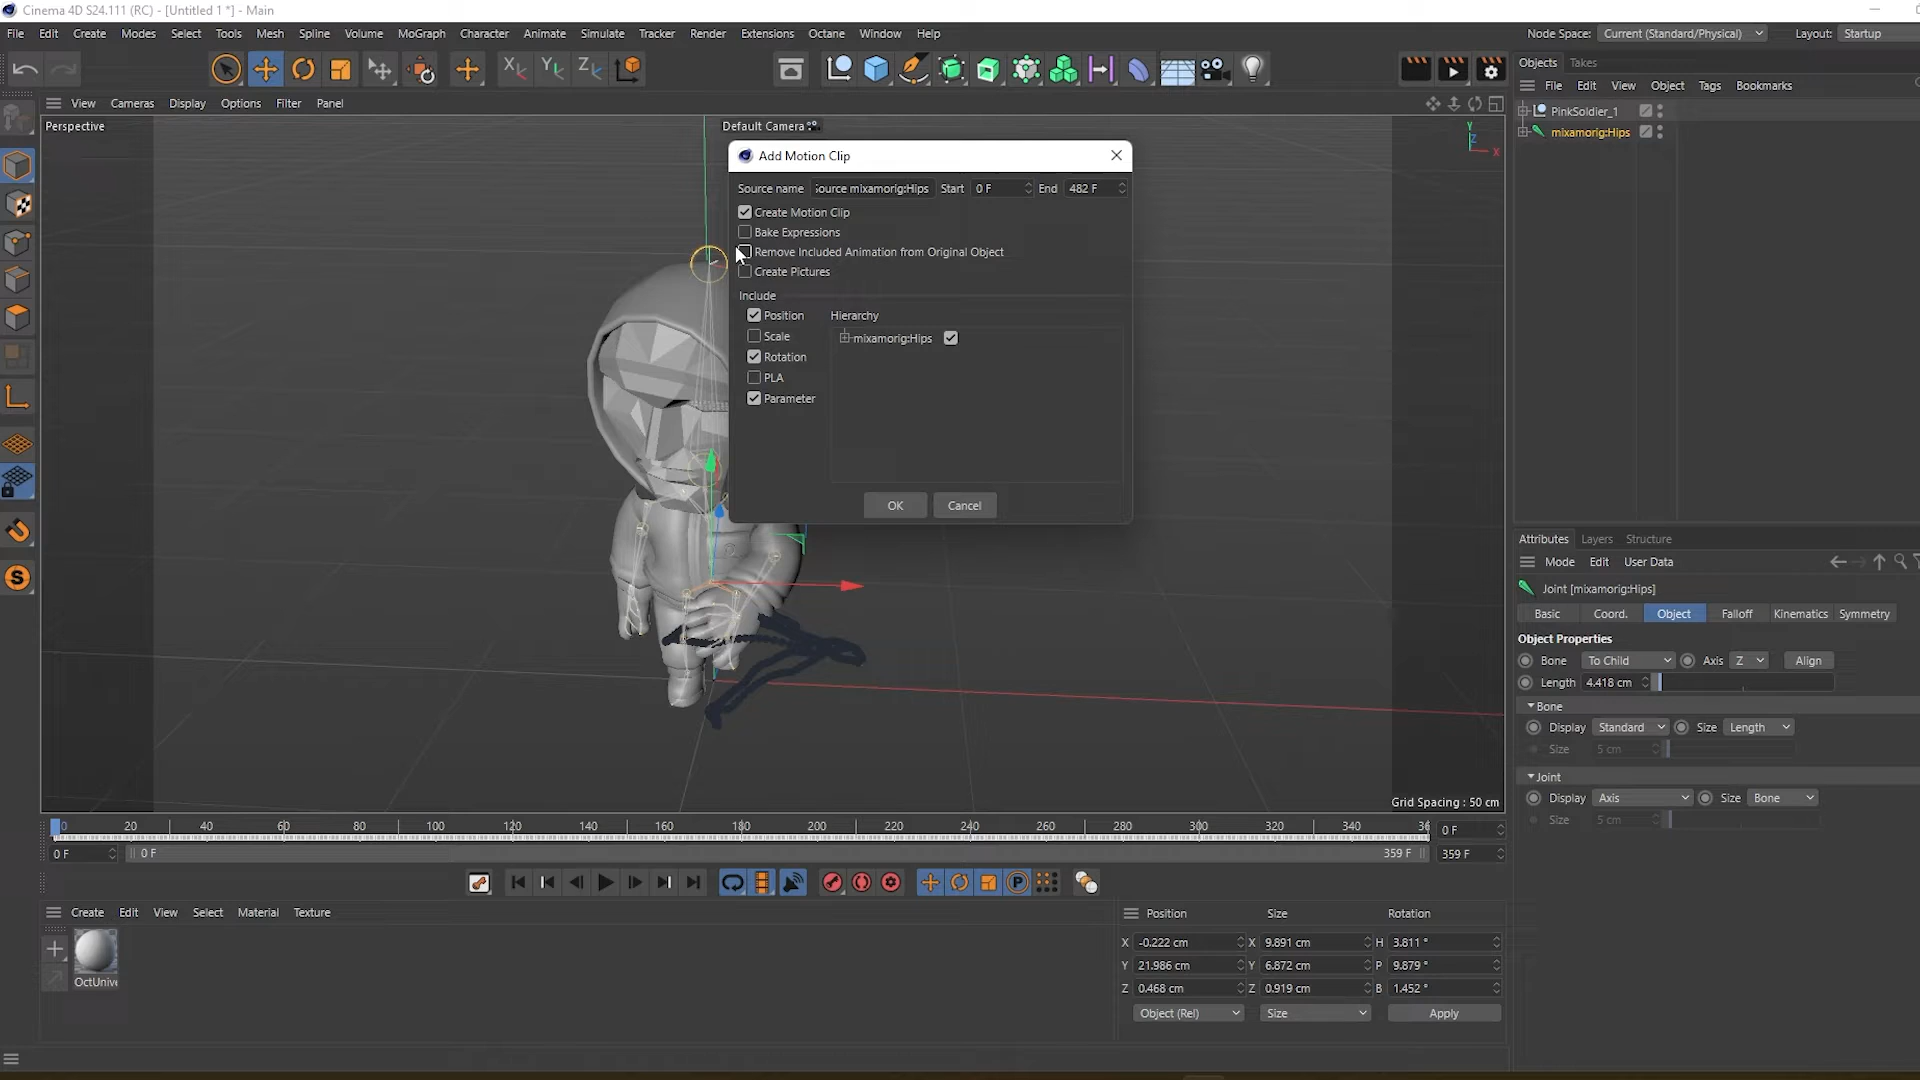 Cinema 4D S24.111 (RC) - [Untitled 1 *] - Main
File Edit Create Modes Select Tools Mesh Spline Volume MoGraph Character Animate Simulate Tracker Render Extensions Octane Window Help
Node Space: Current (Standard/Physical) Layout: Startup
Objects Takes
File Edit View Object Tags Bookmarks
PinkSoldier_1
mixamorig:Hips
View Cameras Display Options Filter Panel
Perspective
Default Camera
Y
Z
X
Add Motion Clip
Source name Source mixamorig:Hips Start 0 F End 482 F
Create Motion Clip
Bake Expressions
Remove Included Animation from Original Object
Create Pictures
Include
Position
Scale
Rotation
PLA
Parameter
Hierarchy
mixamorig:Hips
OK Cancel
Attributes Layers Structure
Mode Edit User Data
Joint [mixamorig:Hips]
Basic Coord. Object Falloff Kinematics Symmetry
Object Properties
Bone To Child Axis Z Align
Length 4.418 cm
Bone
Display Standard Size Length
Size 5 cm
Joint
Display Axis Size Bone
Size 5 cm
Grid Spacing : 50 cm
0 20 40 60 80 100 120 140 160 180 200 220 240 260 280 300 320 340 36 0 F
0 F 0 F 359 F 359 F
Create Edit View Select Material Texture
OctUnive
Position Size Rotation
X -0.222 cm X 9.891 cm H 3.811 °
Y 21.986 cm Y 6.872 cm P 9.879 °
Z 0.468 cm Z 0.919 cm B 1.452 °
Object (Rel) Size Apply